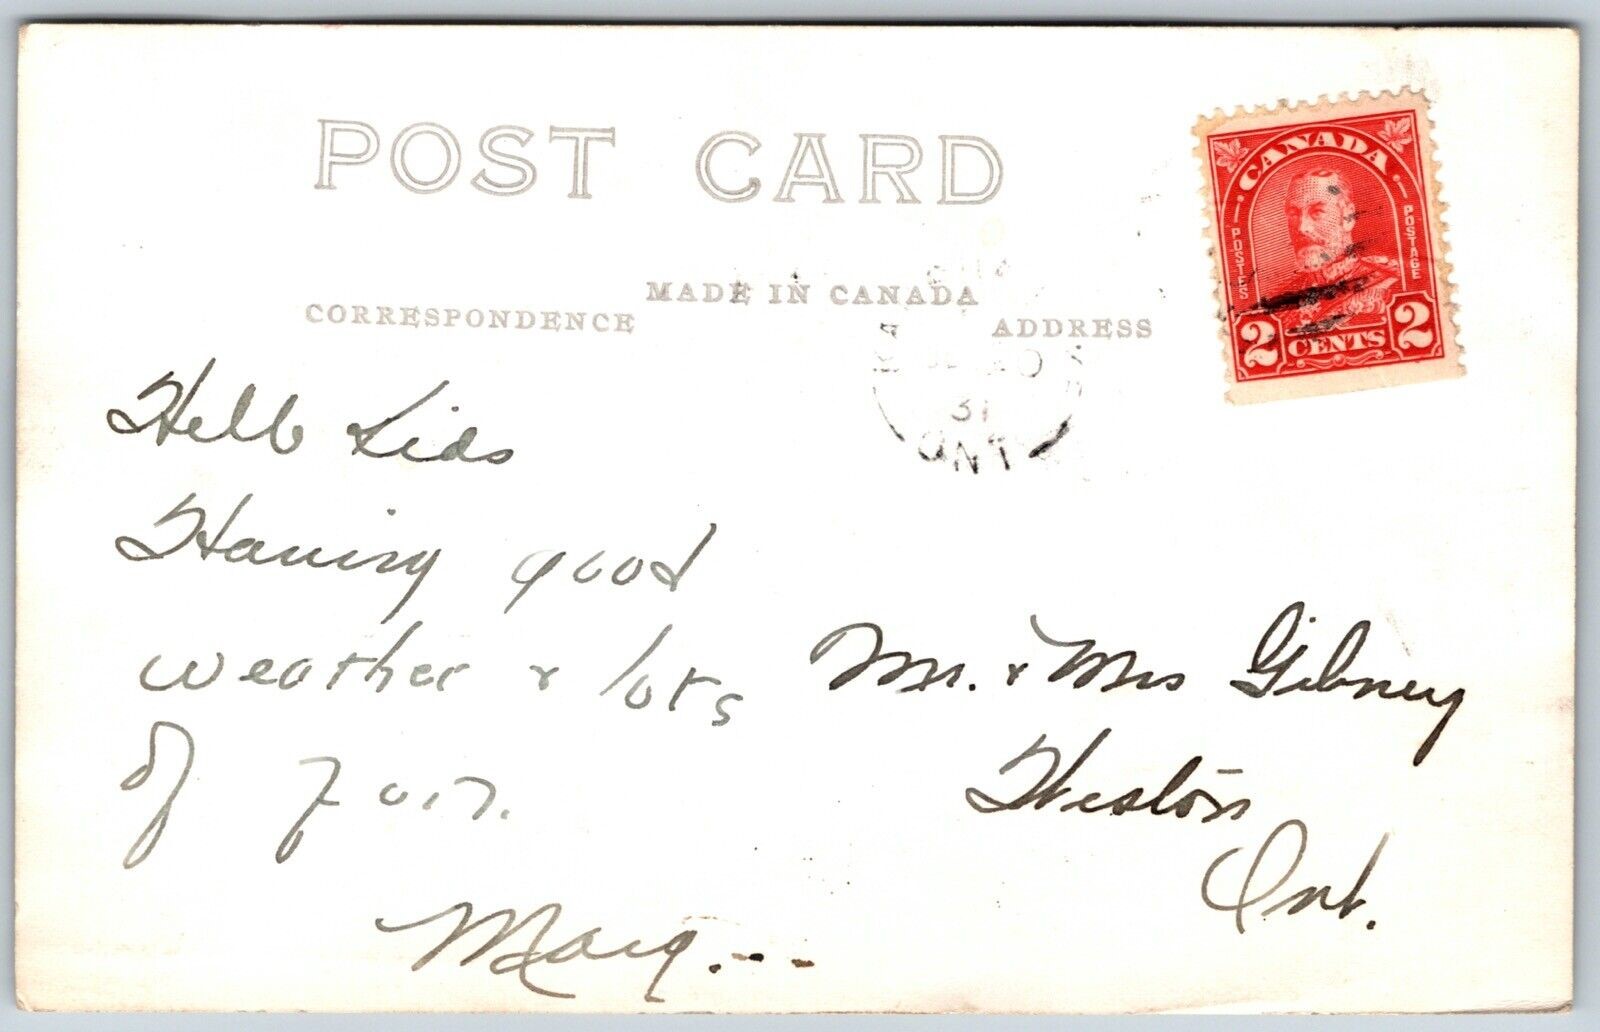 POST CARD
MADE IN CANADA
CORRESPONDENCE
ADDRESS
CANADA
POSTES
POSTAGE
2 CENTS 2
31
ONT
Hello Kids
Having good
weather & lots
of fun.
Marg...
Mr. & Mrs Gibney
Weston
Ont.